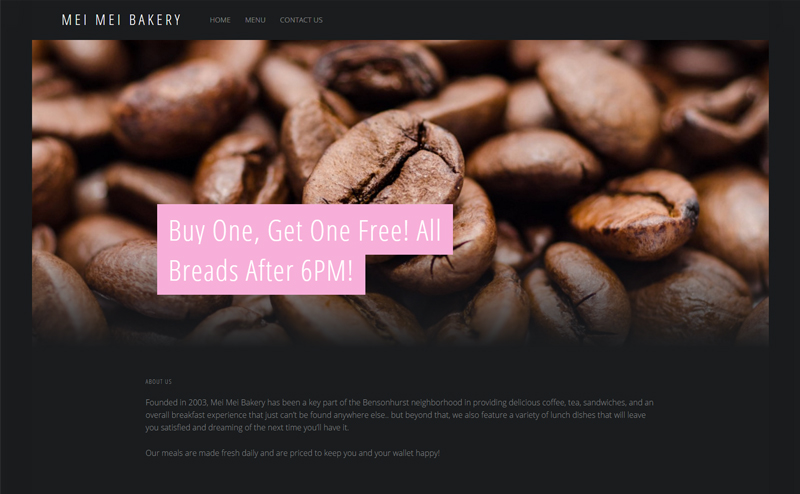 MEI MEI BAKERY
HOME MENU CONTACT US
Buy One, Get One Free! All
Breads After 6PM!
ABOUT US
Founded in 2003, Mei Mei Bakery has been a key part of the Bensonhurst neighborhood in providing delicious coffee, tea, sandwiches, and an
overall breakfast experience that just can't be found anywhere else.. but beyond that, we also feature a variety of lunch dishes that will leave
you satisfied and dreaming of the next time you'll have it.
Our meals are made fresh daily and are priced to keep you and your wallet happy!